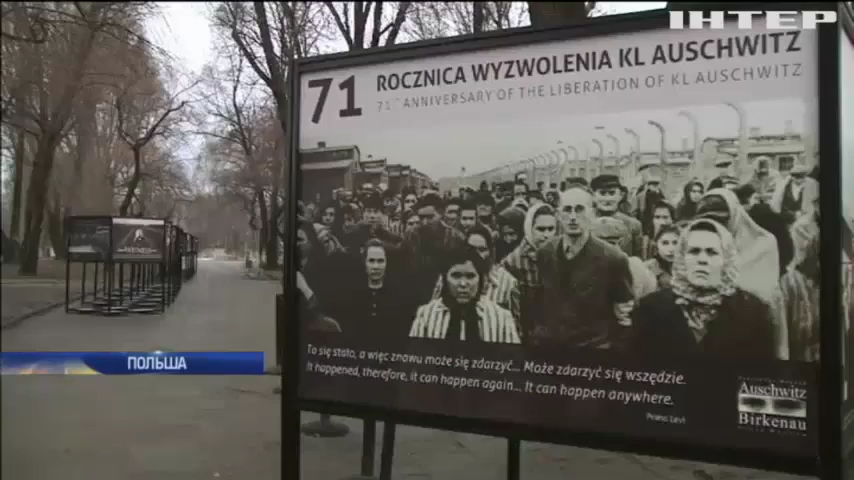 ІНТЕР
71 ROCZNICA WYZWOLENIA KL AUSCHWITZ
71 ANNIVERSARY OF THE LIBERATION OF KL AUSCHWITZ
ПОЛЬША
To się stało, a więc znowu może się zdarzyć... Może zdarzyć się wszędzie.
It happened, therefore, it can happen again... It can happen anywhere.
Primo Levi
Auschwitz
Birkenau